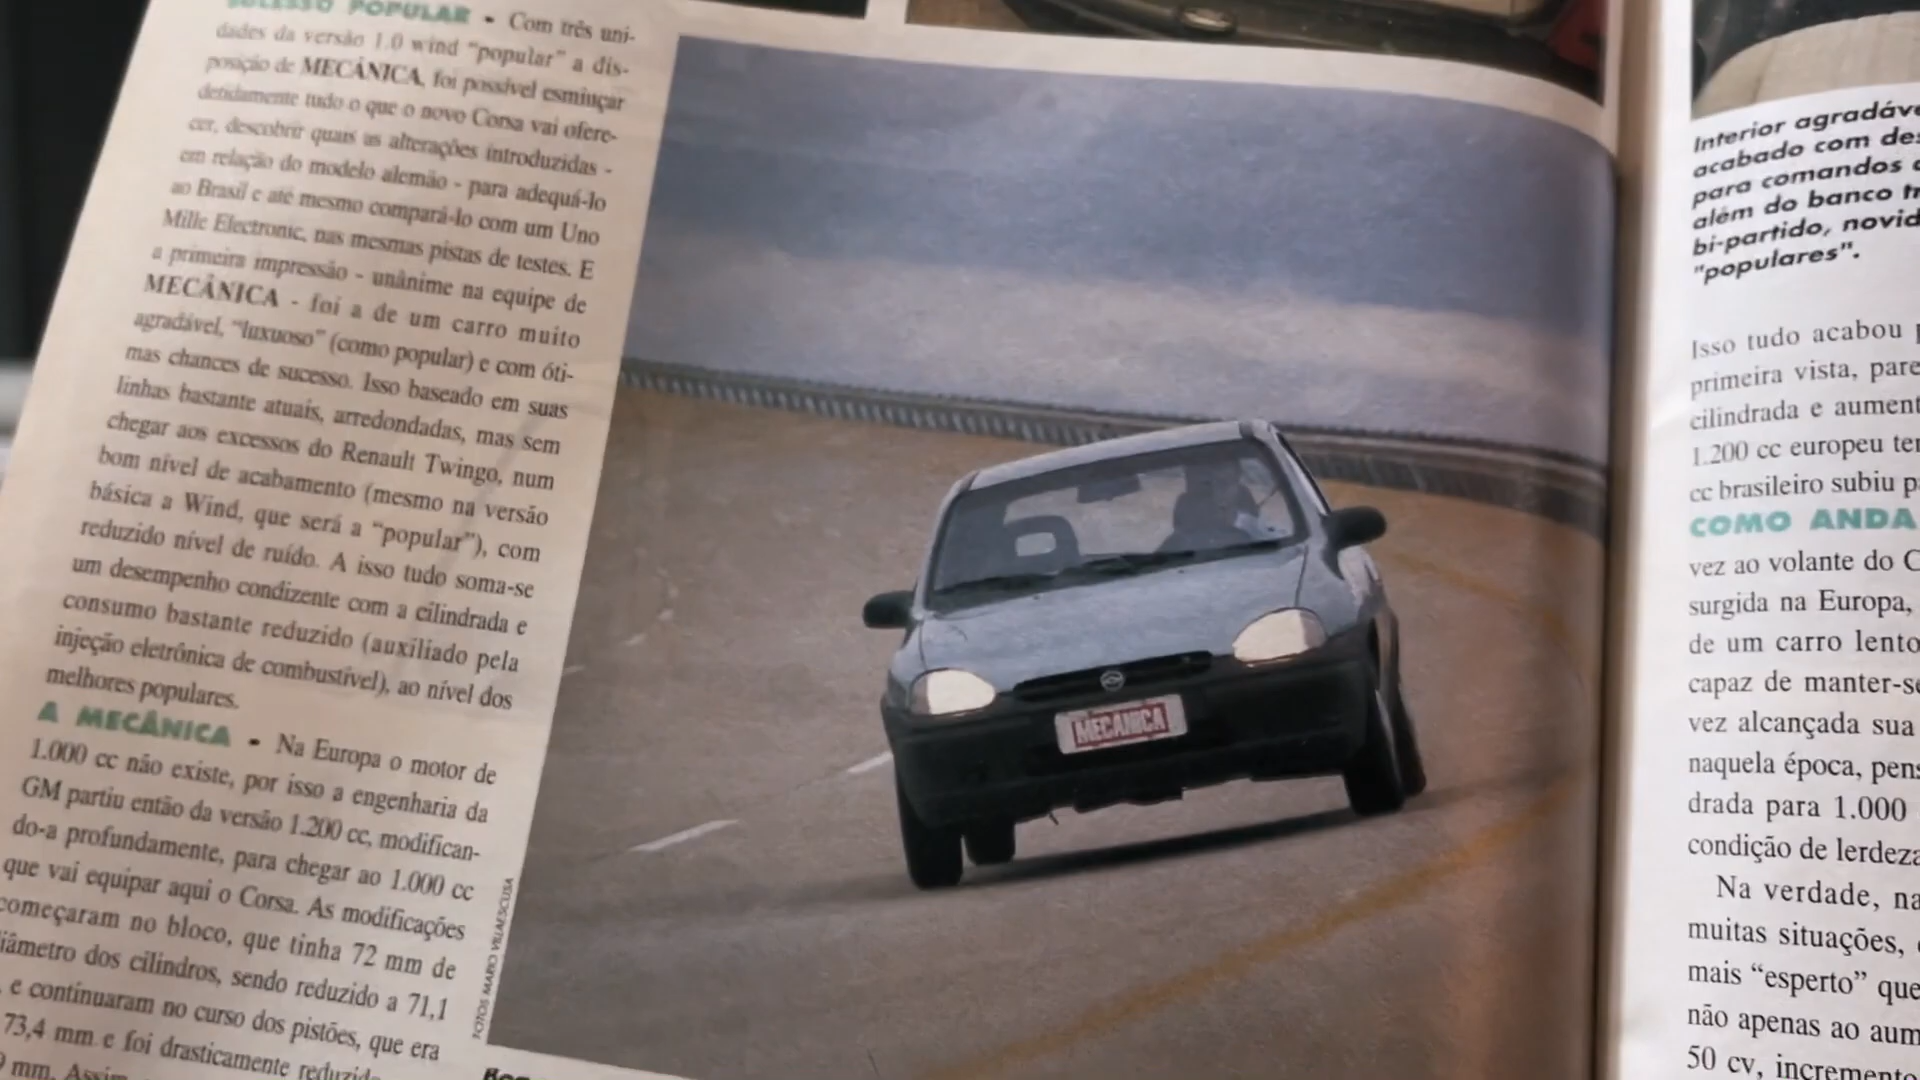 SUCESSO POPULAR - Com três uni-
dades da versão 1.0 wind "popular" a dis-
posição de MECÂNICA, foi possível esmiuçar
detidamente tudo o que o novo Corsa vai ofere-
cer, descobrir quais as alterações introduzidas -
em relação do modelo alemão - para adequá-lo
ao Brasil e até mesmo compará-lo com um Uno
Mille Electronic, nas mesmas pistas de testes. E
a primeira impressão - unânime na equipe de
MECÂNICA - foi a de um carro muito
agradável, "luxuoso" (como popular) e com óti-
mas chances de sucesso. Isso baseado em suas
linhas bastante atuais, arredondadas, mas sem
chegar aos excessos do Renault Twingo, num
bom nível de acabamento (mesmo na versão
básica a Wind, que será a "popular"), com
reduzido nível de ruído. A isso tudo soma-se
um desempenho condizente com a cilindrada e
consumo bastante reduzido (auxiliado pela
injeção eletrônica de combustível), ao nível dos
melhores populares.
A MECÂNICA - Na Europa o motor de
1.000 cc não existe, por isso a engenharia da
GM partiu então da versão 1.200 cc, modifican-
do-a profundamente, para chegar ao 1.000 cc
que vai equipar aqui o Corsa. As modificações
começaram no bloco, que tinha 72 mm de
diâmetro dos cilindros, sendo reduzido a 71,1
, e continuaram no curso dos pistões, que era
73,4 mm e foi drasticamente reduzido
mm. Assim
FOTOS: MARIO VILLAESCUSA
MECANICA
Interior agradáve
acabado com des
para comandos
além do banco tr
bi-partido, novid
"populares".
Isso tudo acabou p
primeira vista, pare
cilindrada e aument
1.200 cc europeu ter
cc brasileiro subiu p
COMO ANDA
vez ao volante do C
surgida na Europa,
de um carro lento
capaz de manter-se
vez alcançada sua
naquela época, pens
drada para 1.000
condição de lerdeza
Na verdade, na
muitas situações,
mais "esperto" que
não apenas ao aum
50 cv, incremento